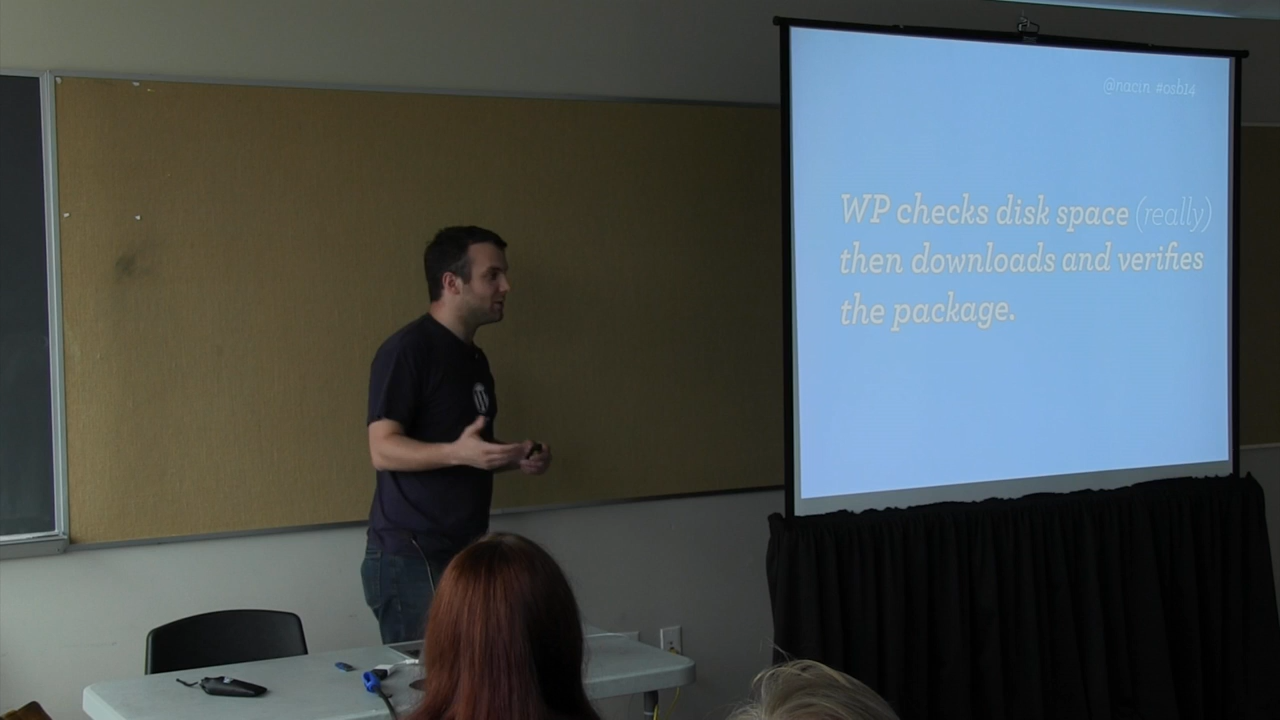 @nacin #osb14
WP checks disk space (really)
then downloads and verifies
the package.